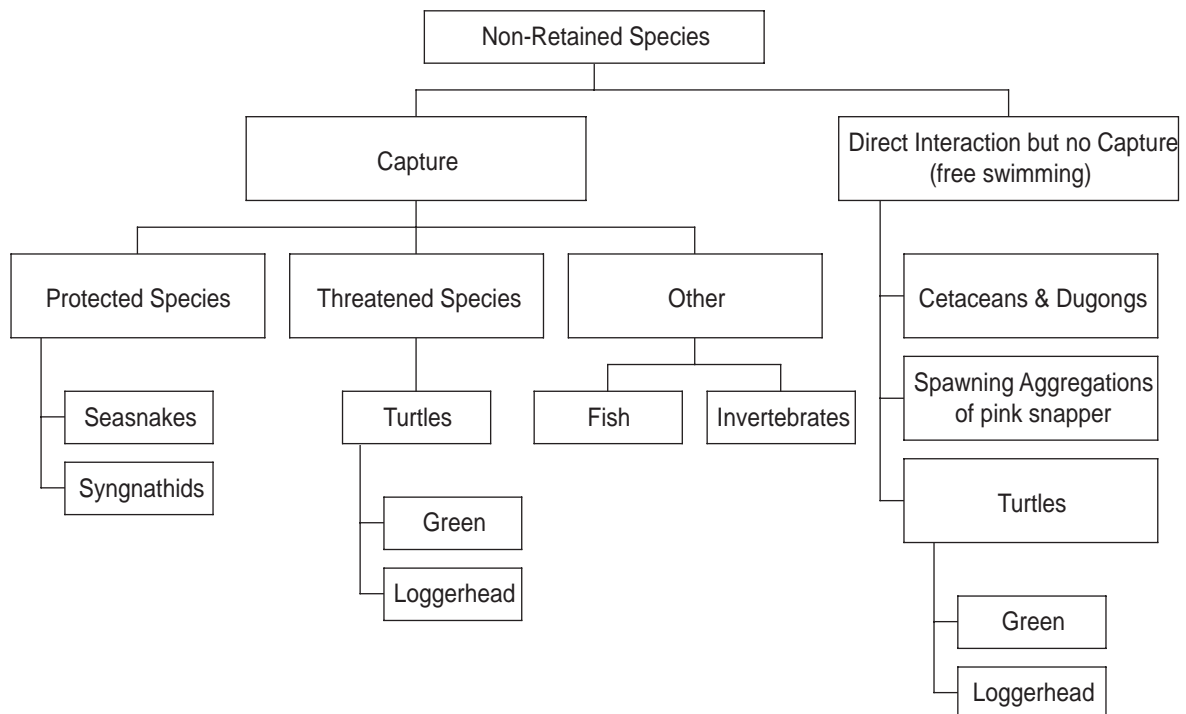 Non-Retained Species
Capture
Direct Interaction but no Capture
(free swimming)
Protected Species
Threatened Species
Other
Cetaceans & Dugongs
Seasnakes
Syngnathids
Turtles
Fish
Invertebrates
Spawning Aggregations
of pink snapper
Green
Loggerhead
Turtles
Green
Loggerhead